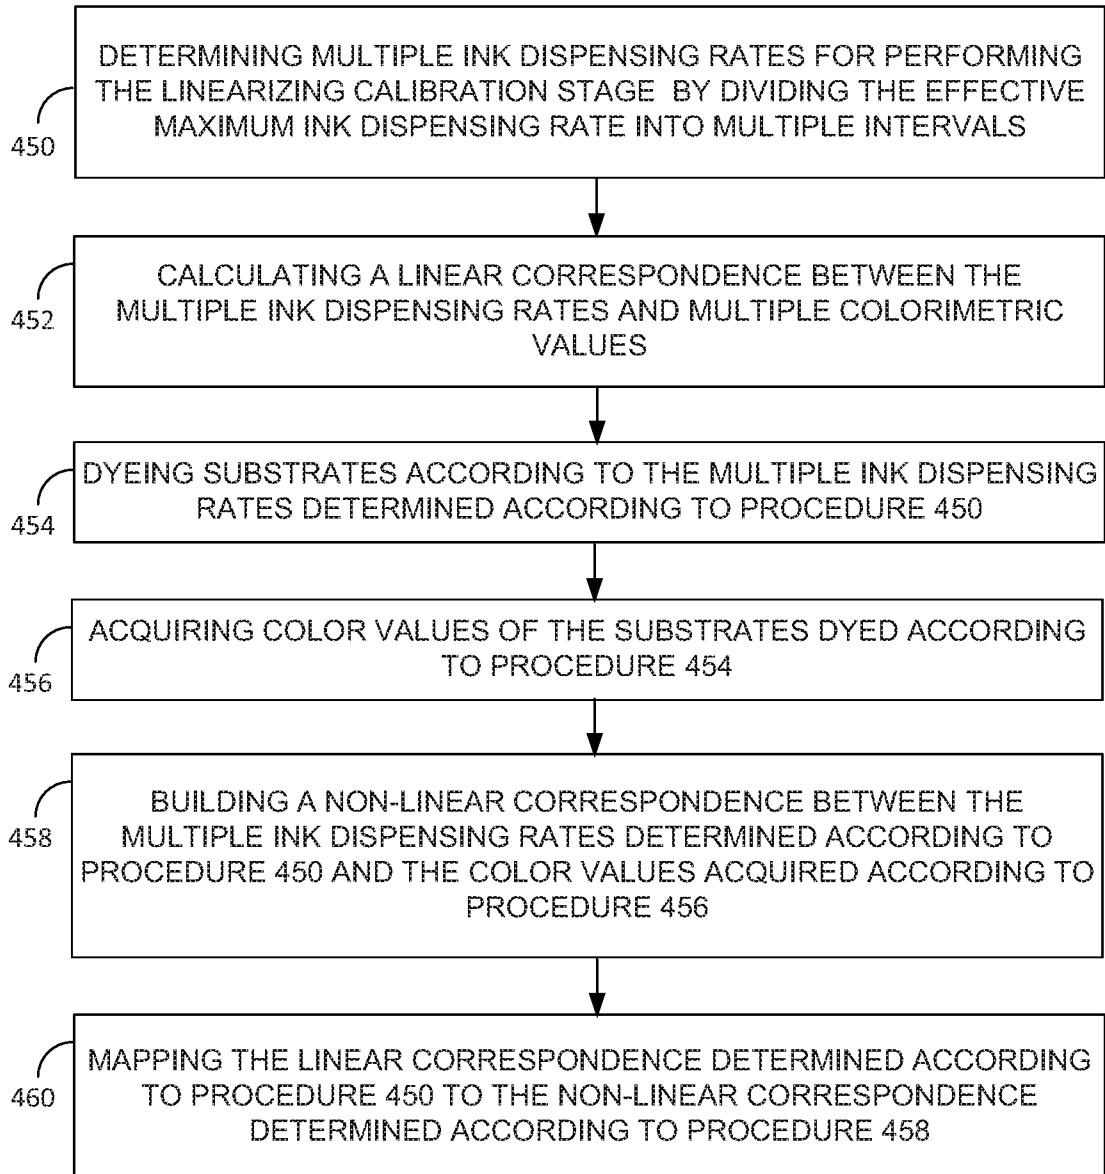 DETERMINING MULTIPLE INK DISPENSING RATES FOR PERFORMING
THE LINEARIZING CALIBRATION STAGE BY DIVIDING THE EFFECTIVE
MAXIMUM INK DISPENSING RATE INTO MULTIPLE INTERVALS
450
CALCULATING A LINEAR CORRESPONDENCE BETWEEN THE
MULTIPLE INK DISPENSING RATES AND MULTIPLE COLORIMETRIC
VALUES
452
DYEING SUBSTRATES ACCORDING TO THE MULTIPLE INK DISPENSING
RATES DETERMINED ACCORDING TO PROCEDURE 450
454
ACQUIRING COLOR VALUES OF THE SUBSTRATES DYED ACCORDING
TO PROCEDURE 454
456
BUILDING A NON-LINEAR CORRESPONDENCE BETWEEN THE
MULTIPLE INK DISPENSING RATES DETERMINED ACCORDING TO
PROCEDURE 450 AND THE COLOR VALUES ACQUIRED ACCORDING TO
PROCEDURE 456
458
MAPPING THE LINEAR CORRESPONDENCE DETERMINED ACCORDING
TO PROCEDURE 450 TO THE NON-LINEAR CORRESPONDENCE
DETERMINED ACCORDING TO PROCEDURE 458
460